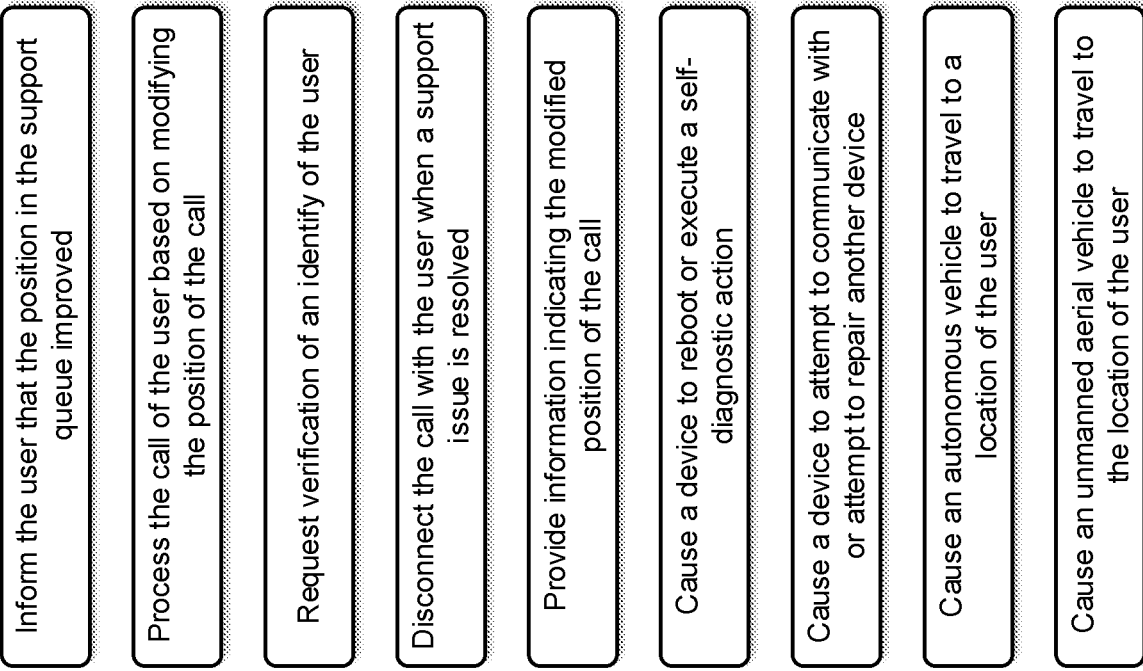 Inform the user that the position in the support
queue improved
Process the call of the user based on modifying
the position of the call
Request verification of an identify of the user
Disconnect the call with the user when a support
issue is resolved
Provide information indicating the modified
position of the call
Cause a device to reboot or execute a self-
diagnostic action
Cause a device to attempt to communicate with
or attempt to repair another device
Cause an autonomous vehicle to travel to a
location of the user
Cause an unmanned aerial vehicle to travel to
the location of the user